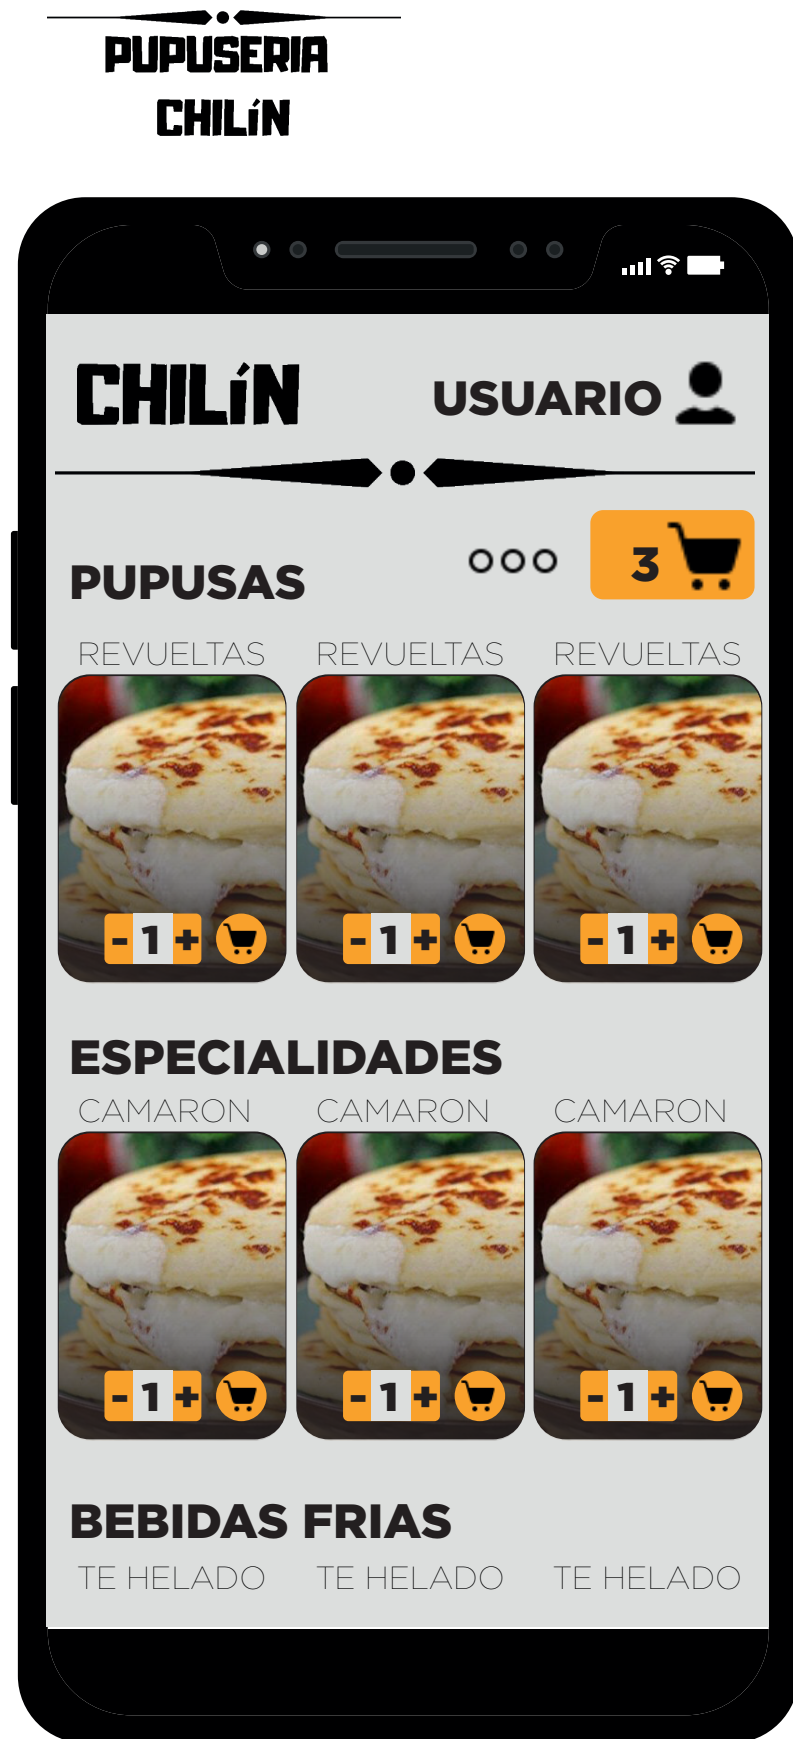 PUPUSERIA
CHILíN
CHILíN
USUARIO
3
PUPUSAS
REVUELTAS REVUELTAS REVUELTAS
- 1 + - 1 + - 1 +
ESPECIALIDADES
CAMARON CAMARON CAMARON
- 1 + - 1 + - 1 +
BEBIDAS FRIAS
TE HELADO TE HELADO TE HELADO